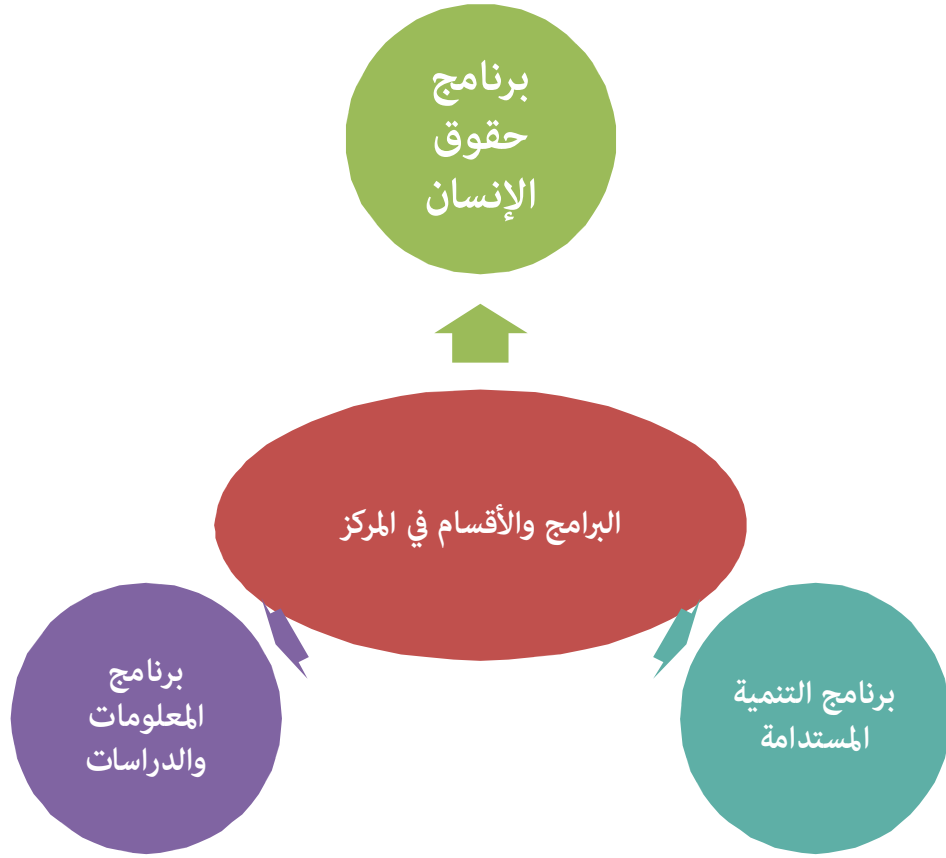 برنامج
حقوق
الإنسان
البرامج والأقسام في المركز
برنامج التنمية
المستدامة
برنامج
المعلومات
والدراسات